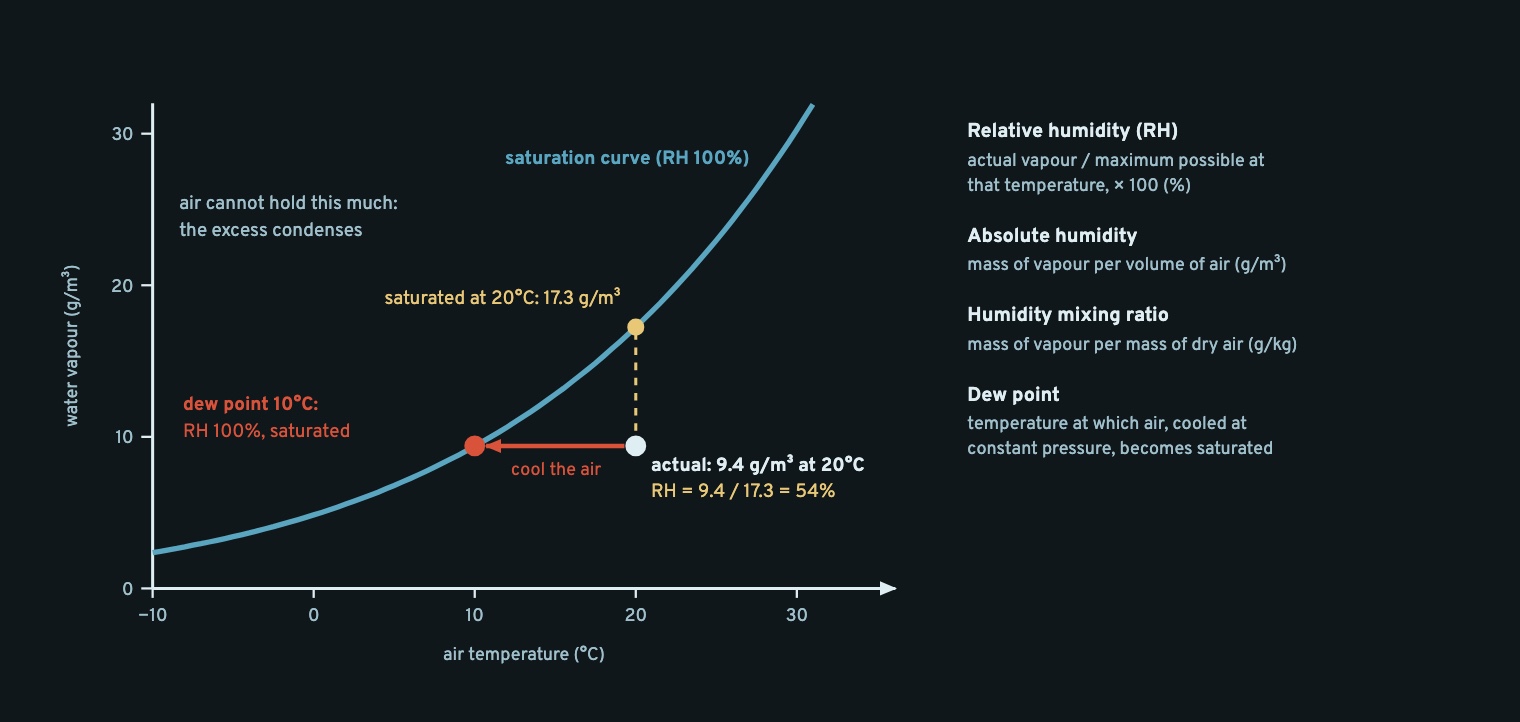 30
20
10
0
water vapour (g/m³)
saturation curve (RH 100%)
air cannot hold this much:
the excess condenses
saturated at 20°C: 17.3 g/m³
dew point 10°C:
RH 100%, saturated
cool the air
actual: 9.4 g/m³ at 20°C
RH = 9.4 / 17.3 = 54%
−10
0
10
20
30
air temperature (°C)
Relative humidity (RH)
actual vapour / maximum possible at
that temperature, × 100 (%)
Absolute humidity
mass of vapour per volume of air (g/m³)
Humidity mixing ratio
mass of vapour per mass of dry air (g/kg)
Dew point
temperature at which air, cooled at
constant pressure, becomes saturated